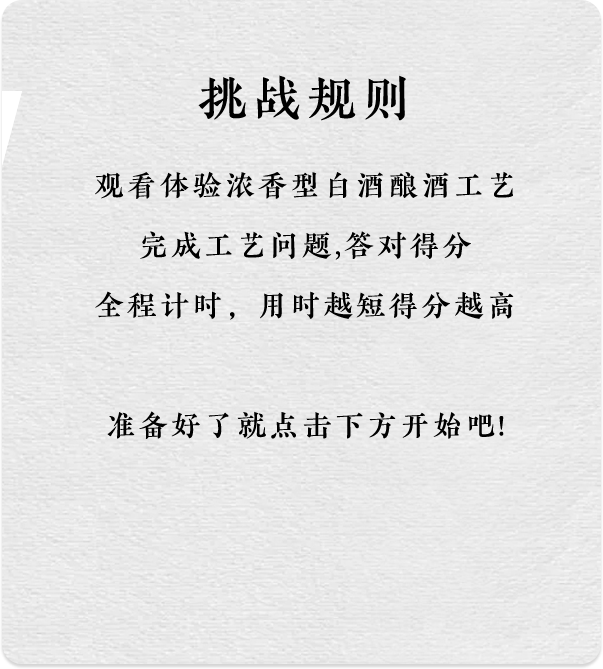 挑战规则
观看体验浓香型白酒酿酒工艺
完成工艺问题,答对得分
全程计时，用时越短得分越高
准备好了就点击下方开始吧!